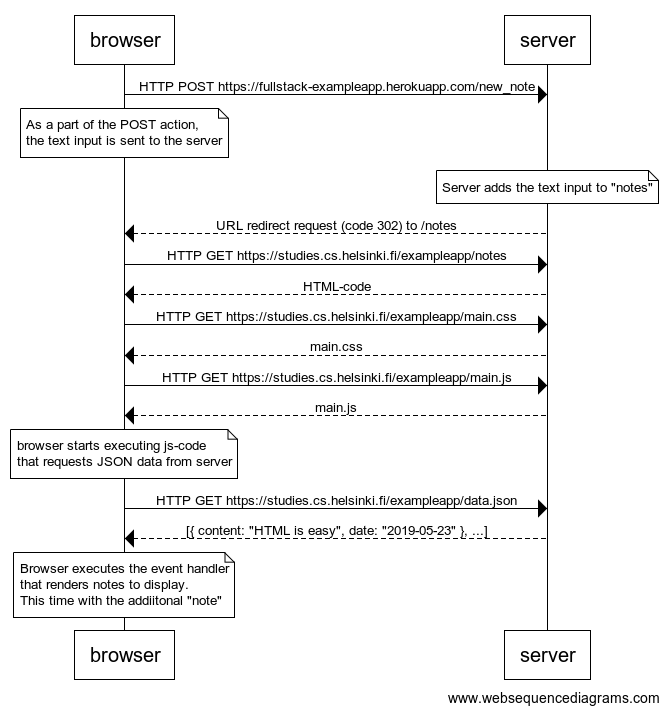 browser
server
HTTP POST https://fullstack-exampleapp.herokuapp.com/new_note
As a part of the POST action,
the text input is sent to the server
Server adds the text input to "notes"
URL redirect request (code 302) to /notes
HTTP GET https://studies.cs.helsinki.fi/exampleapp/notes
HTML-code
HTTP GET https://studies.cs.helsinki.fi/exampleapp/main.css
main.css
HTTP GET https://studies.cs.helsinki.fi/exampleapp/main.js
main.js
browser starts executing js-code
that requests JSON data from server
HTTP GET https://studies.cs.helsinki.fi/exampleapp/data.json
[{ content: "HTML is easy", date: "2019-05-23" }, ...]
Browser executes the event handler
that renders notes to display.
This time with the addiitonal "note"
browser
server
www.websequencediagrams.com